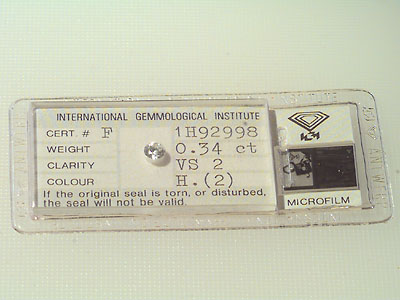 INTERNATIONAL GEMMOLOGICAL INSTITUTE
CERT. # F 1H92998
WEIGHT 0.34 ct
CLARITY VS 2
COLOUR H.(2)
If the original seal is torn, or disturbed,
the seal will not be valid.
MICROFILM